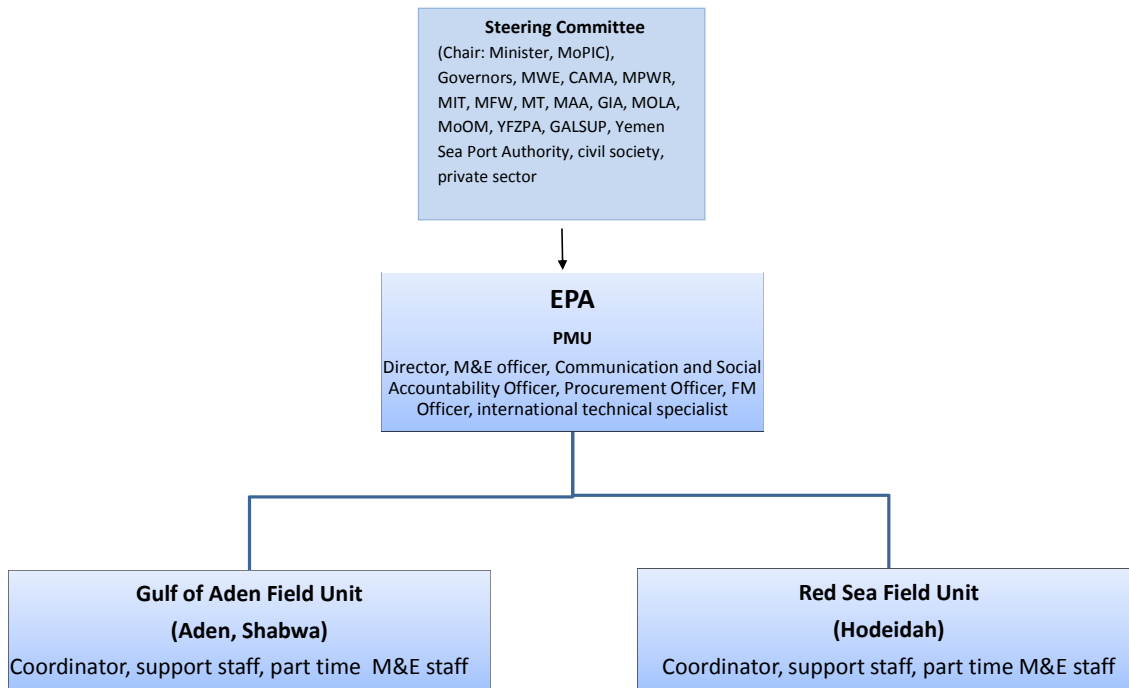 Steering Committee
(Chair: Minister, MoPIC),
Governors, MWE, CAMA, MPWR,
MIT, MFW, MT, MAA, GIA, MOLA,
MoOM, YFZPA, GALSUP, Yemen
Sea Port Authority, civil society,
private sector
EPA
PMU
Director, M&E officer, Communication and Social
Accountability Officer, Procurement Officer, FM
Officer, international technical specialist
Gulf of Aden Field Unit
(Aden, Shabwa)
Coordinator, support staff, part time M&E staff
Red Sea Field Unit
(Hodeidah)
Coordinator, support staff, part time M&E staff